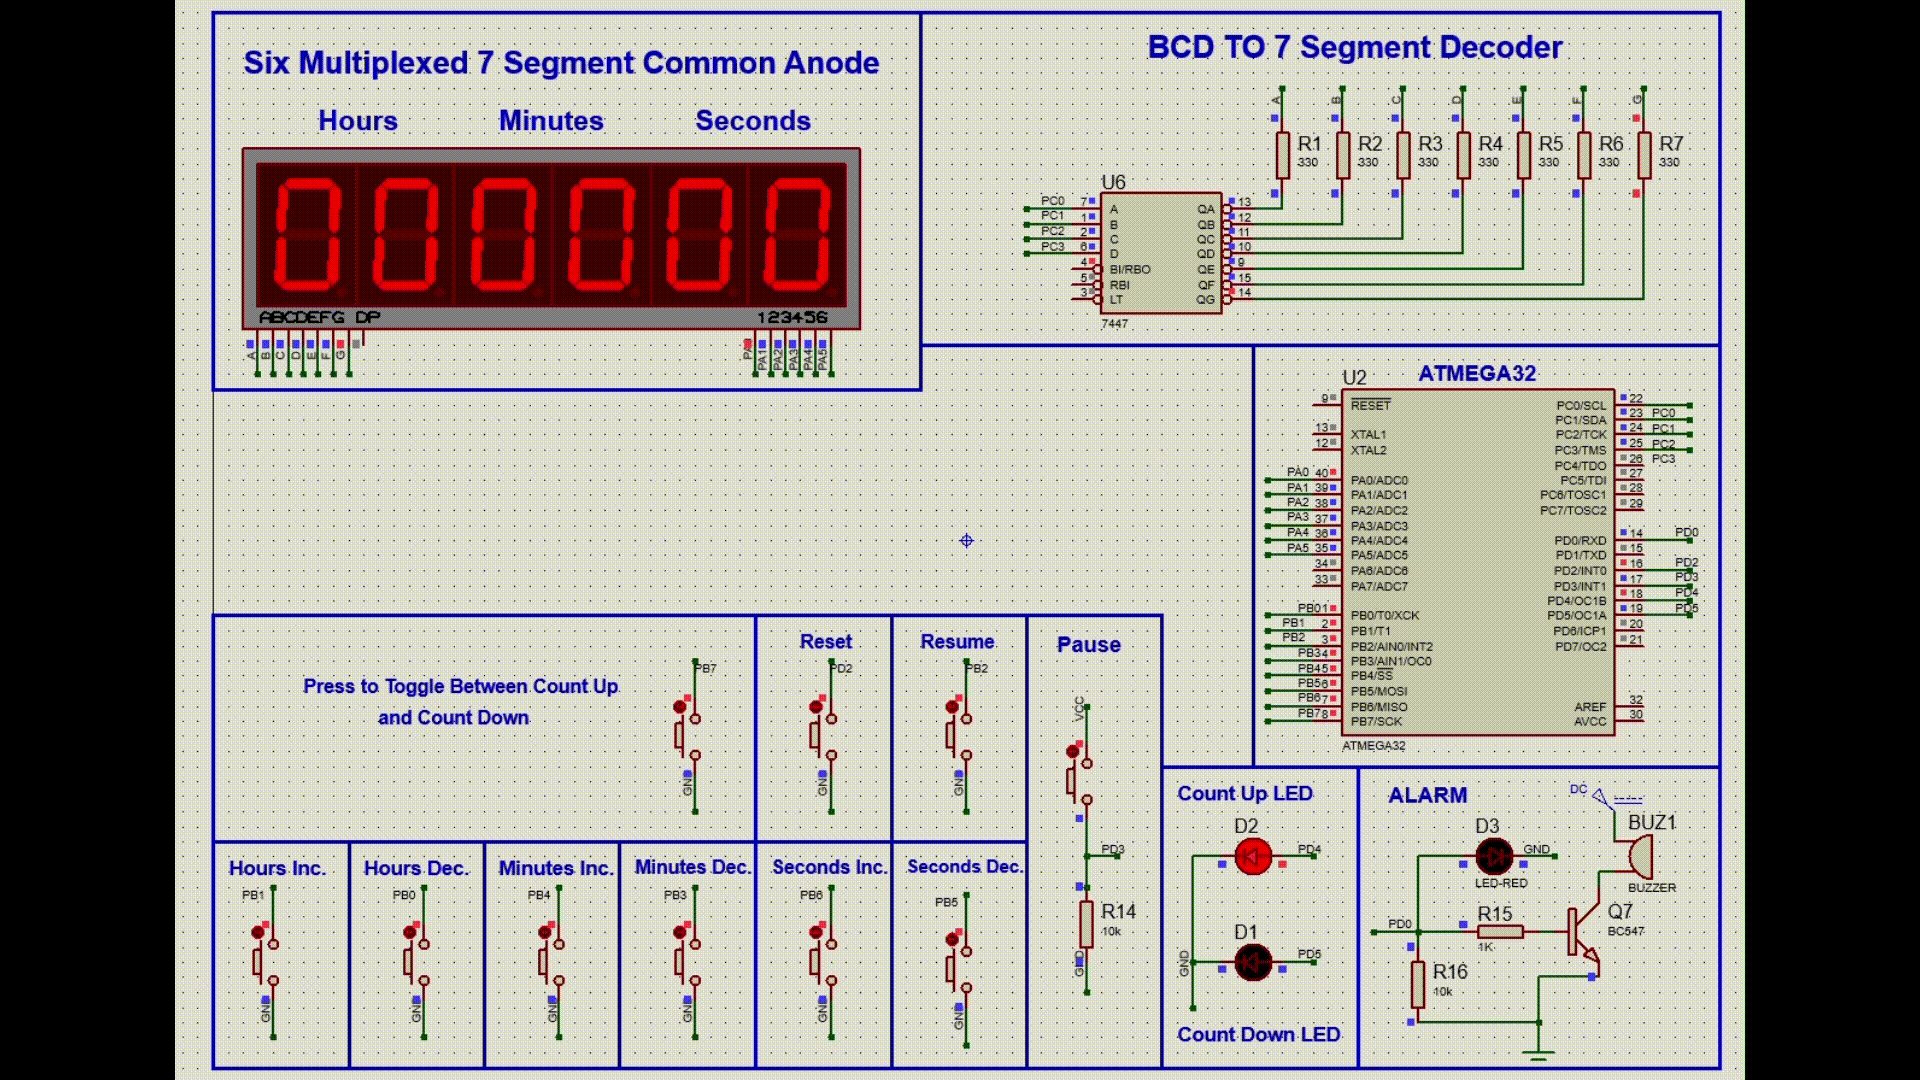 Six Multiplexed 7 Segment Common Anode
Hours Minutes Seconds
000000
ABCDEFG DP 123456
A B C D E F G PA0 PA1 PA2 PA3 PA4 PA5
BCD TO 7 Segment Decoder
A B C D E F G
R1 R2 R3 R4 R5 R6 R7
330 330 330 330 330 330 330
U6
PC0 7 A QA 13
PC1 1 B QB 12
PC2 2 C QC 11
PC3 6 D QD 10
4 BI/RBO QE 9
5 RBI QF 15
3 LT QG 14
7447
U2 ATMEGA32
9 RESET PC0/SCL 22
PC1/SDA 23 PC0
13 XTAL1 PC2/TCK 24 PC1
12 XTAL2 PC3/TMS 25 PC2
PC4/TDO 26 PC3
PA0 40 PA0/ADC0 PC5/TDI 27
PA1 39 PA1/ADC1 PC6/TOSC1 28
PA2 38 PA2/ADC2 PC7/TOSC2 29
PA3 37 PA3/ADC3
PA4 36 PA4/ADC4 PD0/RXD 14 PD0
PA5 35 PA5/ADC5 PD1/TXD 15
34 PA6/ADC6 PD2/INT0 16 PD2
33 PA7/ADC7 PD3/INT1 17 PD3
PD4/OC1B 18 PD4
PB0 1 PB0/T0/XCK PD5/OC1A 19 PD5
PB1 2 PB1/T1 PD6/ICP1 20
PB2 3 PB2/AIN0/INT2 PD7/OC2 21
PB3 4 PB3/AIN1/OC0
PB4 5 PB4/SS
PB5 6 PB5/MOSI
PB6 7 PB6/MISO AREF 32
PB7 8 PB7/SCK AVCC 30
ATMEGA32
Press to Toggle Between Count Up
and Count Down
PB7
GND
Reset
PD2
GND
Resume
PB2
GND
Pause
VCC
PD3
R14
10k
GND
Hours Inc.
PB1
GND
Hours Dec.
PB0
GND
Minutes Inc.
PB4
GND
Minutes Dec.
PB3
GND
Seconds Inc.
PB6
GND
Seconds Dec.
PB5
GND
Count Up LED
D2
PD4
D1
GND PD5
Count Down LED
ALARM
DC
BUZ1
D3
GND
LED-RED
BUZZER
PD0 R15 Q7
1K BC547
R16
10k